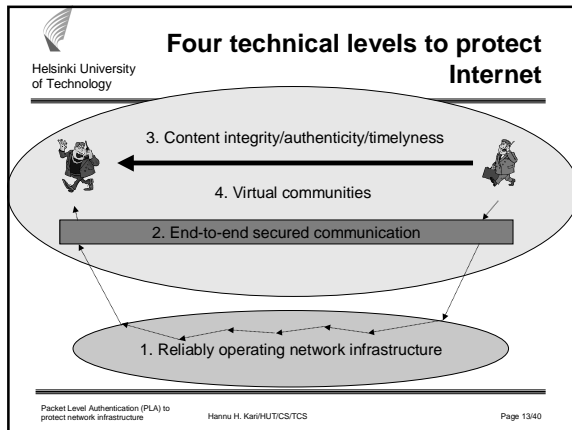 Helsinki University
of Technology
Four technical levels to protect
Internet
3. Content integrity/authenticity/timelyness
4. Virtual communities
2. End-to-end secured communication
1. Reliably operating network infrastructure
Packet Level Authentication (PLA) to
protect network infrastructure
Hannu H. Kari/HUT/CS/TCS
Page 13/40